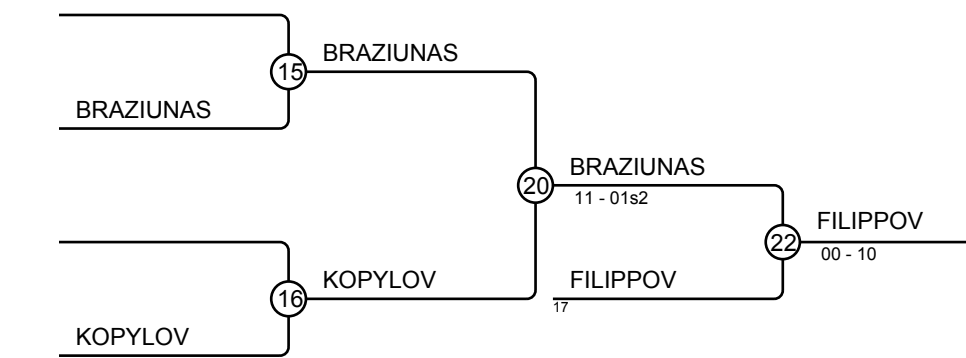 BRAZIUNAS
15
BRAZIUNAS
BRAZIUNAS
20
11 - 01s2
FILIPPOV
22
00 - 10
KOPYLOV
FILIPPOV
16
17
KOPYLOV